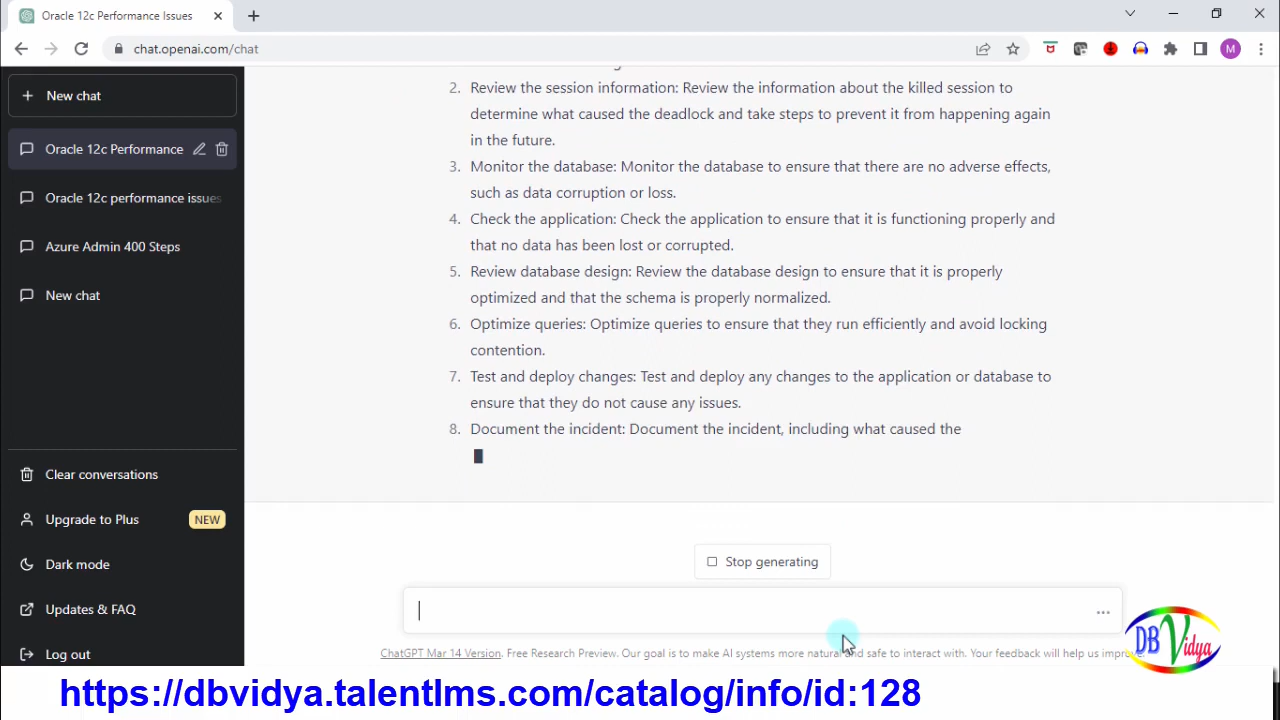 Oracle 12c Performance Issues
chat.openai.com/chat
M
New chat
Oracle 12c Performance
Oracle 12c performance issues
Azure Admin 400 Steps
New chat
Clear conversations
Upgrade to Plus NEW
Dark mode
Updates & FAQ
Log out
2. Review the session information: Review the information about the killed session to
determine what caused the deadlock and take steps to prevent it from happening again
in the future.
3. Monitor the database: Monitor the database to ensure that there are no adverse effects,
such as data corruption or loss.
4. Check the application: Check the application to ensure that it is functioning properly and
that no data has been lost or corrupted.
5. Review database design: Review the database design to ensure that it is properly
optimized and that the schema is properly normalized.
6. Optimize queries: Optimize queries to ensure that they run efficiently and avoid locking
contention.
7. Test and deploy changes: Test and deploy any changes to the application or database to
ensure that they do not cause any issues.
8. Document the incident: Document the incident, including what caused the
Stop generating
ChatGPT Mar 14 Version. Free Research Preview. Our goal is to make AI systems more natural and safe to interact with. Your feedback will help us improve.
DB Vidya
https://dbvidya.talentlms.com/catalog/info/id:128